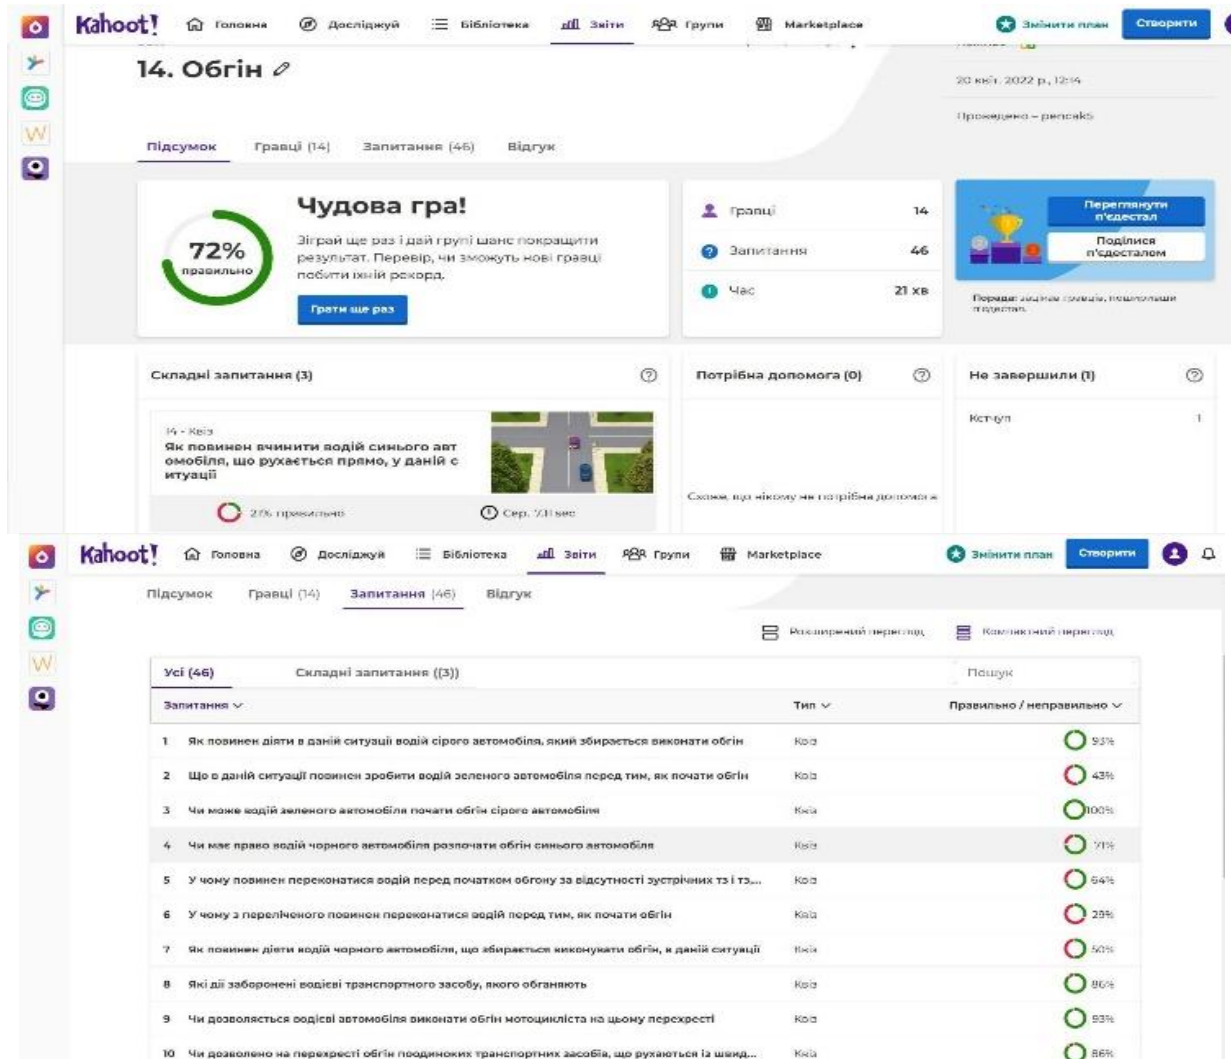 Kahoot!
Головна
Досліджуй
Бібліотека
Звіти
Групи
Marketplace
Змінити план
Створити
14. Обгін
20 квіт. 2022 р., 12:14
Проведено –
Підсумок
Гравці (14)
Запитання (46)
Відгук
72%
правильно
Чудова гра!
Зіграй ще раз і дай групі шанс покращити
результат. Перевір, чи зможуть нові гравці
побити їхній рекорд.
Грати ще раз
Гравці 14
Запитання 46
Час 21 хв
Переглянути
п'єдестал
Поділися
п'єдесталом
Порада: зацікав гравців, поширивши
п'єдестал.
Складні запитання (3)
14 - Квіз
Як повинен вчинити водій синього авт
омобіля, що рухається прямо, у даній с
итуації
21% правильно
Сер. 7.11 sec
Потрібна допомога (0)
Схоже, що нікому не потрібна допомога
Не завершили (1)
Кетчуп 1
Kahoot!
Головна
Досліджуй
Бібліотека
Звіти
Групи
Marketplace
Змінити план
Створити
Підсумок
Гравці (14)
Запитання (46)
Відгук
Розширений перегляд
Компактний перегляд
Усі (46)
Складні запитання ((3))
Пошук
Запитання Тип Правильно / неправильно
1 Як повинен діяти в даній ситуації водій сірого автомобіля, який збирається виконати обгін Квіз 93%
2 Що в даній ситуації повинен зробити водій зеленого автомобіля перед тим, як почати обгін Квіз 43%
3 Чи може водій зеленого автомобіля почати обгін сірого автомобіля Квіз 100%
4 Чи має право водій чорного автомобіля розпочати обгін синього автомобіля Квіз 71%
5 У чому повинен переконатися водій перед початком обгону за відсутності зустрічних тз і тз,... Квіз 64%
6 У чому з переліченого повинен переконатися водій перед тим, як почати обгін Квіз 29%
7 Як повинен діяти водій чорного автомобіля, що збирається виконувати обгін, в даній ситуації Квіз 50%
8 Які дії заборонені водієві транспортного засобу, якого обганяють Квіз 86%
9 Чи дозволяється водієві автомобіля виконати обгін мотоцикліста на цьому перехресті Квіз 93%
10 Чи дозволено на перехресті обгін поодиноких транспортних засобів, що рухаються із швид... Квіз 86%